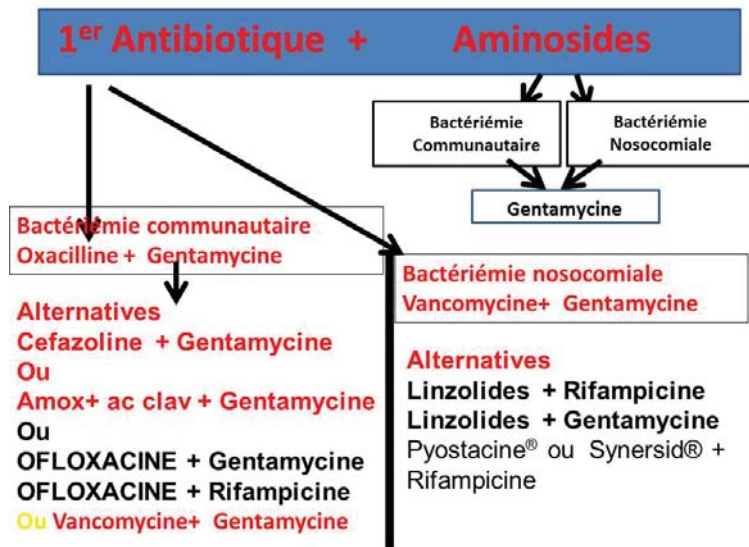 1er Antibiotique + Aminosides
Bactériémie
Communautaire
Bactériémie
Nosocomiale
Gentamycine
Bactériémie communautaire
Oxacilline + Gentamycine
Alternatives
Cefazoline + Gentamycine
Ou
Amox+ ac clav + Gentamycine
Ou
OFLOXACINE + Gentamycine
OFLOXACINE + Rifampicine
Ou Vancomycine+ Gentamycine
Bactériémie nosocomiale
Vancomycine+ Gentamycine
Alternatives
Linzolides + Rifampicine
Linzolides + Gentamycine
Pyostacine® ou Synersid® +
Rifampicine